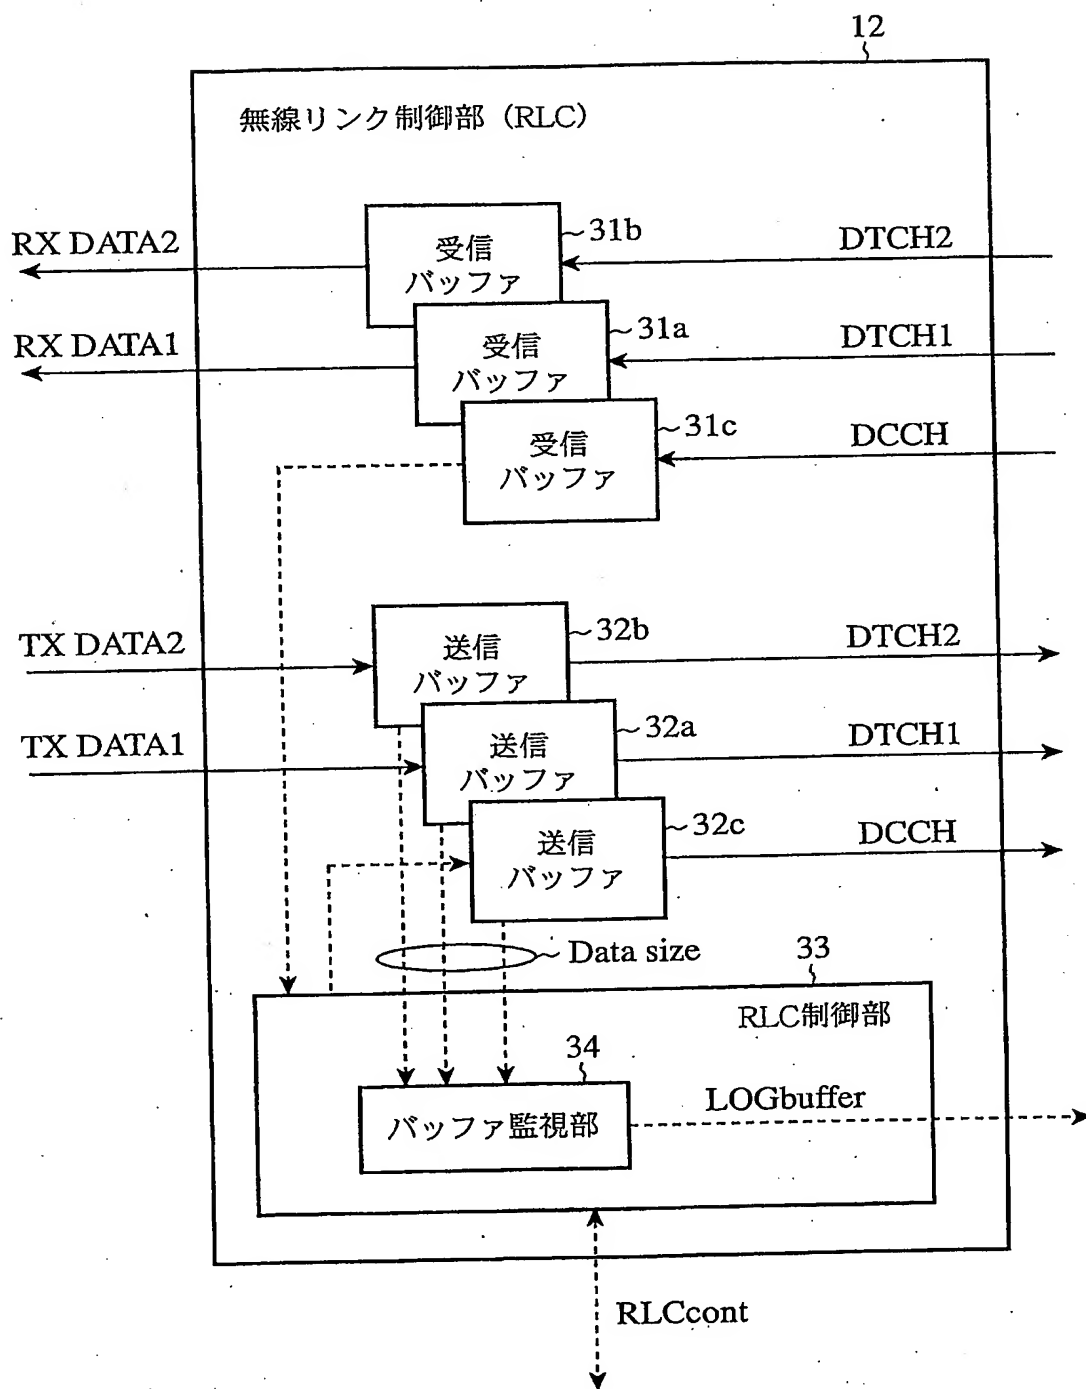 12
無線リンク制御部 (RLC)
RX DATA2
受信
バッファ
31b
DTCH2
RX DATA1
受信
バッファ
31a
DTCH1
受信
バッファ
31c
DCCH
TX DATA2
送信
バッファ
32b
DTCH2
TX DATA1
送信
バッファ
32a
DTCH1
送信
バッファ
32c
DCCH
Data size
33
RLC制御部
34
バッファ監視部
LOGbuffer
RLCcont